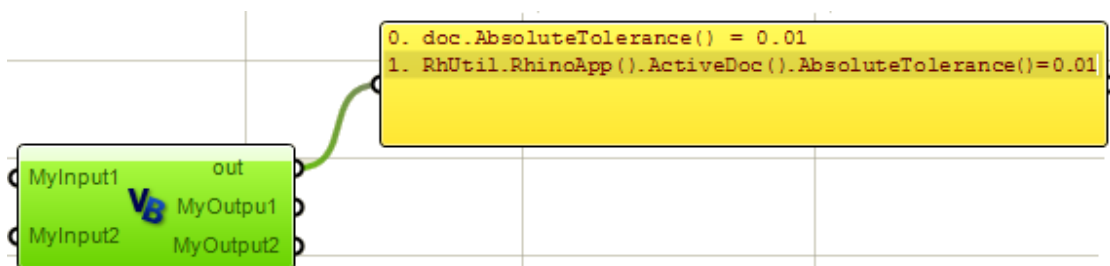 0. doc.AbsoluteTolerance() = 0.01
1. RhUtil.RhinoApp().ActiveDoc().AbsoluteTolerance()=0.01
MyInput1
out
VB
MyOutpu1
MyInput2
MyOutput2